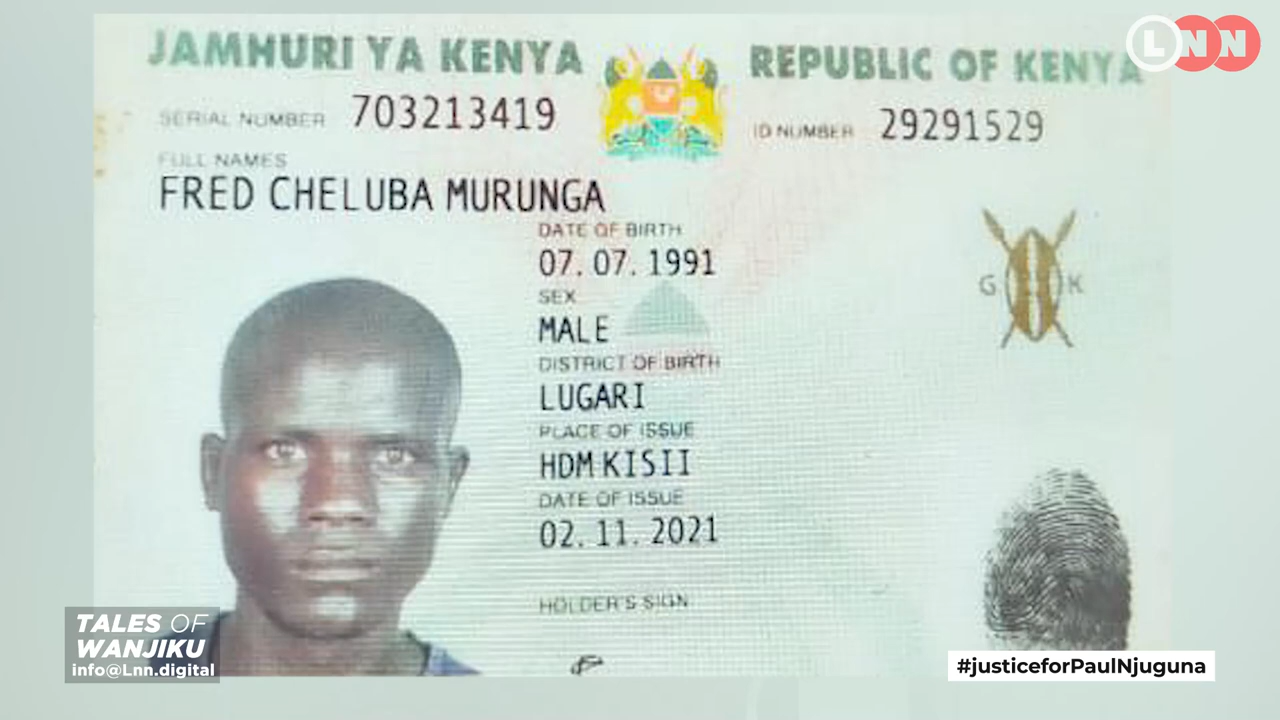 JAMHURI YA KENYA
REPUBLIC OF KENYA
LNN
SERIAL NUMBER 703213419
ID NUMBER 29291529
FULL NAMES
FRED CHELUBA MURUNGA
DATE OF BIRTH
07. 07. 1991
SEX
MALE
DISTRICT OF BIRTH
LUGARI
PLACE OF ISSUE
HDM KISII
DATE OF ISSUE
02. 11. 2021
HOLDER'S SIGN
G K
TALES OF
WANJIKU
info@Lnn.digital
#justiceforPaulNjuguna